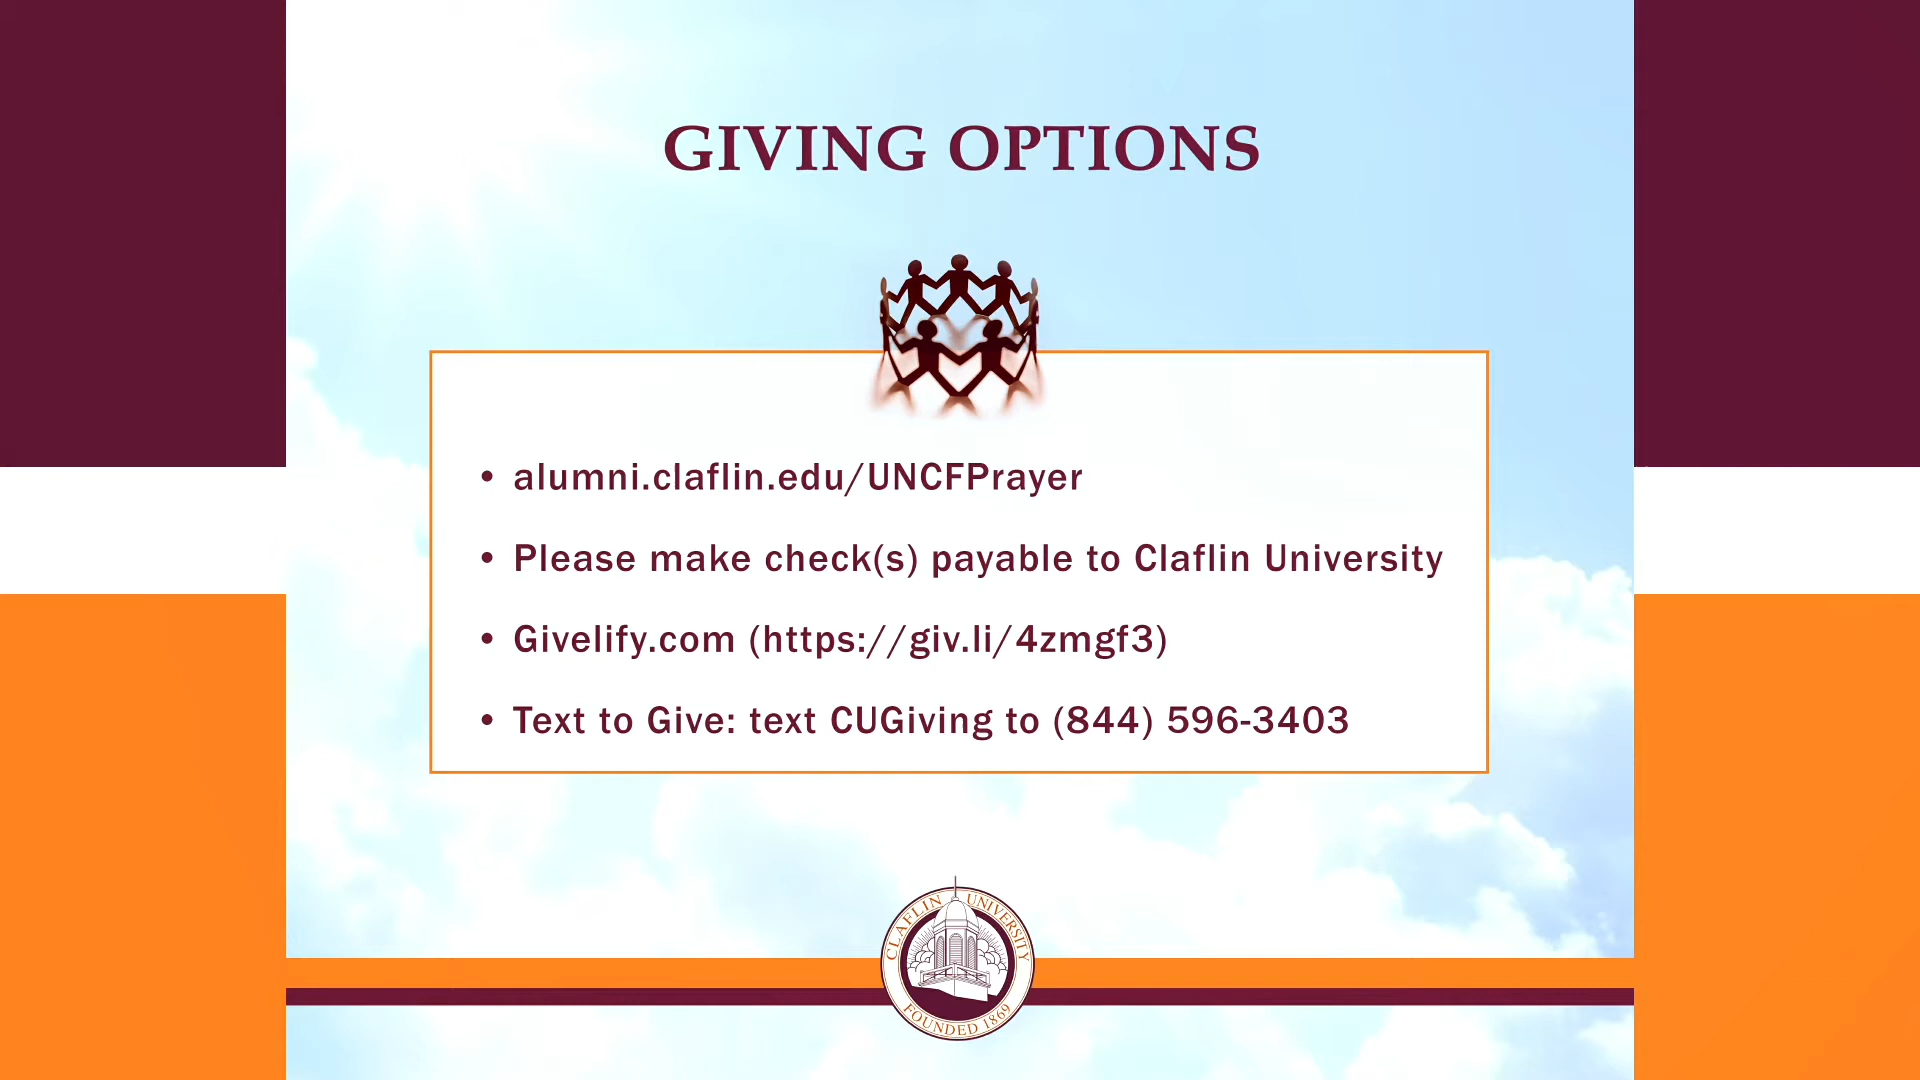 GIVING OPTIONS
• alumni.claflin.edu/UNCFPrayer
• Please make check(s) payable to Claflin University
• Givelify.com (https://giv.li/4zmgf3)
• Text to Give: text CUGiving to (844) 596-3403
CLAFLIN UNIVERSITY
FOUNDED 1869